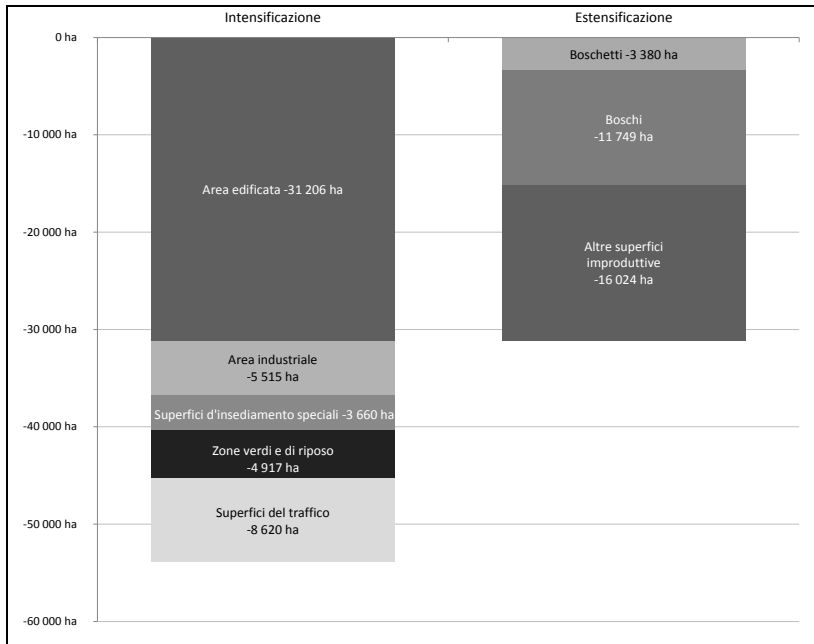 Intensificazione
Estensificazione
0 ha
-10 000 ha
-20 000 ha
-30 000 ha
-40 000 ha
-50 000 ha
-60 000 ha
Area edificata -31 206 ha
Area industriale
-5 515 ha
Superfici d'insediamento speciali -3 660 ha
Zone verdi e di riposo
-4 917 ha
Superfici del traffico
-8 620 ha
Boschetti -3 380 ha
Boschi
-11 749 ha
Altre superfici
improduttive
-16 024 ha